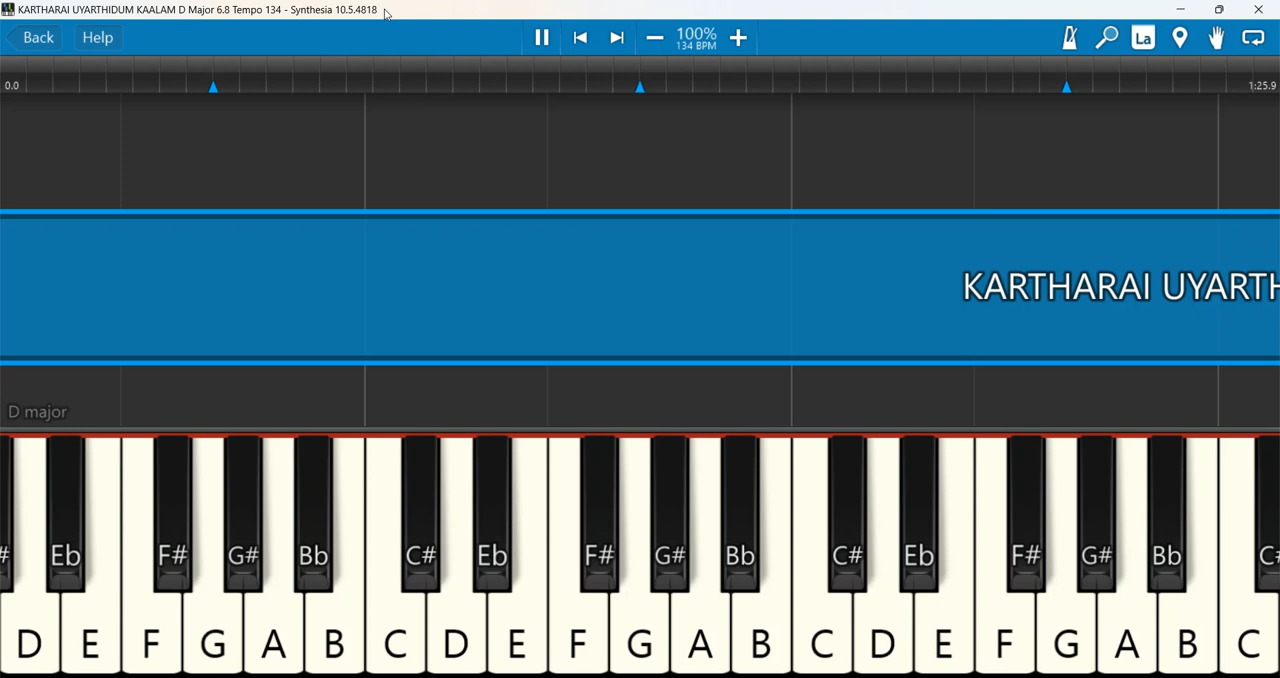 KARTHARAI UYARTHIDUM KAALAM D Major 6.8 Tempo 134 - Synthesia 10.5.4818
Back Help 100% La
134 BPM
0.0 1:25.9
KARTHARAI UYARTH
D major
# Eb F# G# Bb C# Eb F# G# Bb C# Eb F# G# Bb C#
D E F G A B C D E F G A B C D E F G A B C